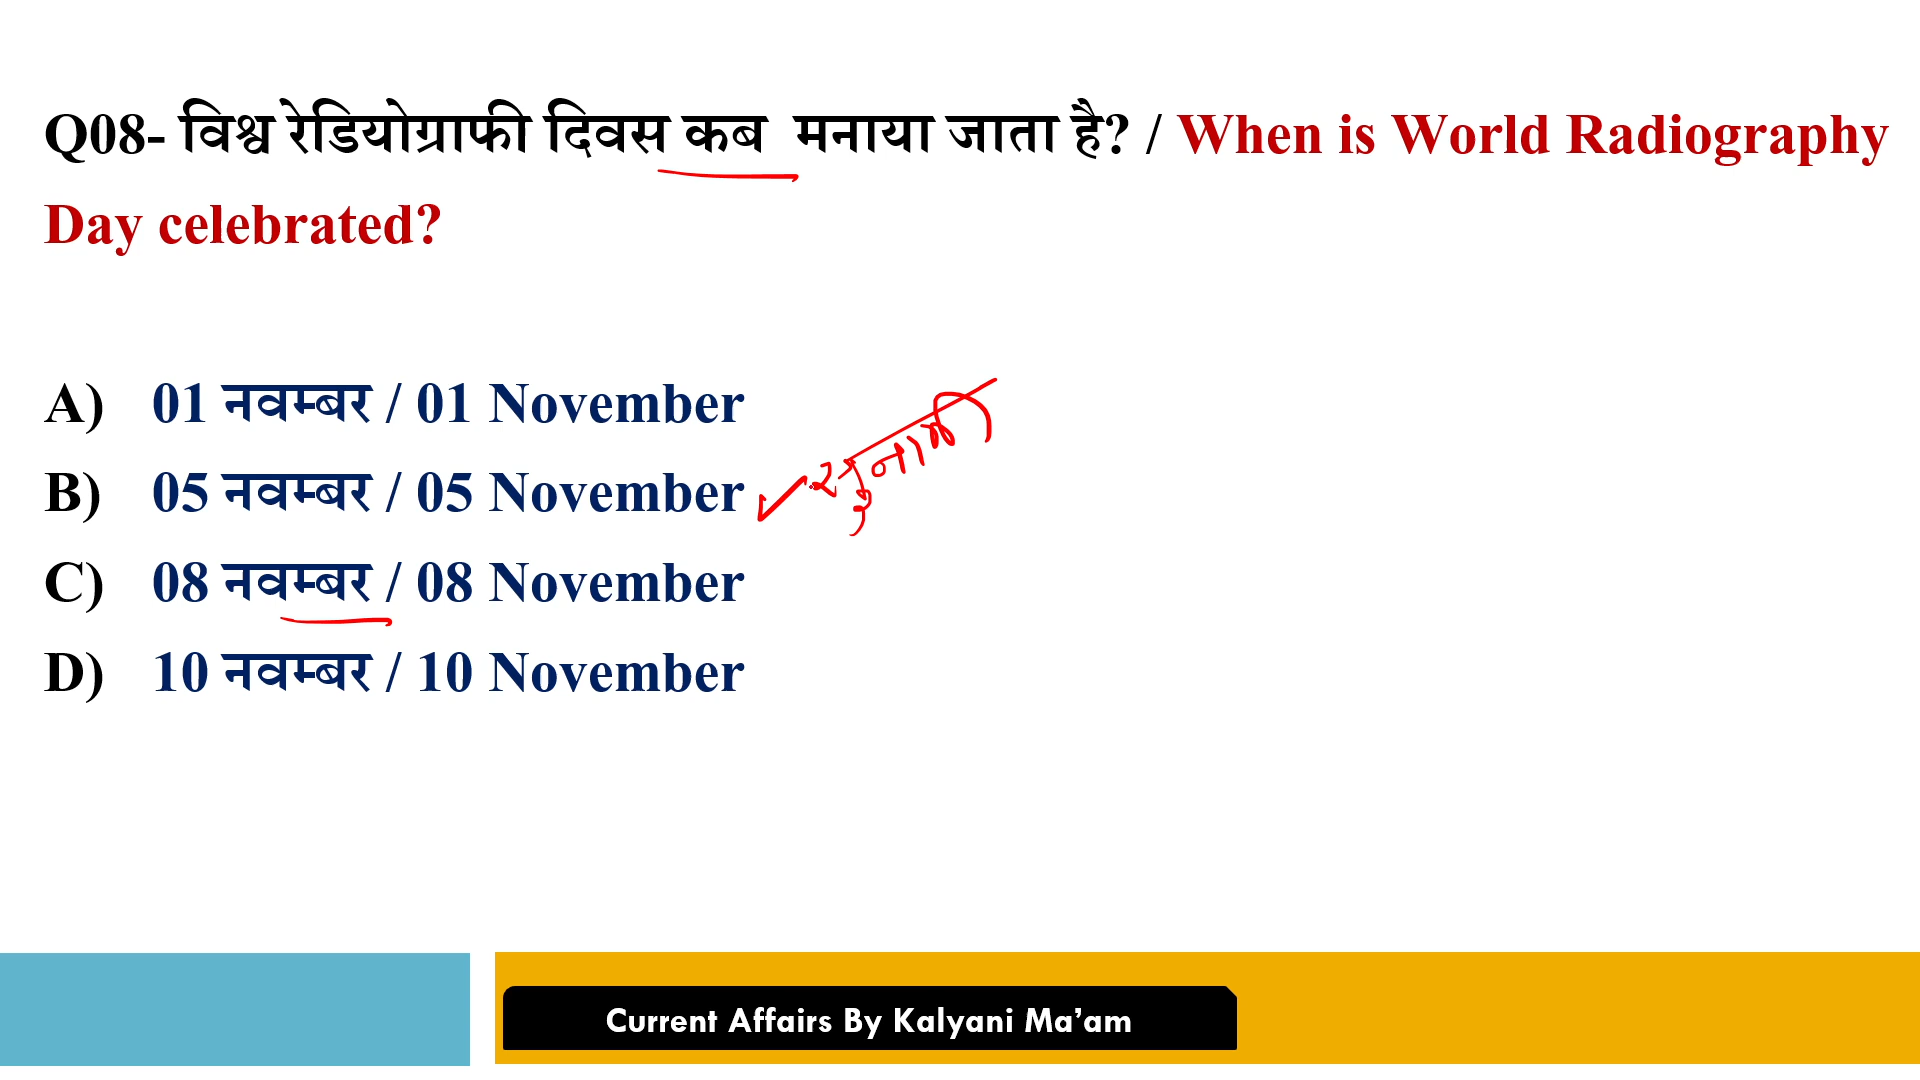 Q08- विश्व रेडियोग्राफी दिवस कब मनाया जाता है? / When is World Radiography
Day celebrated?
A) 01 नवम्बर / 01 November
B) 05 नवम्बर / 05 November
C) 08 नवम्बर / 08 November
D) 10 नवम्बर / 10 November
Current Affairs By Kalyani Ma’am